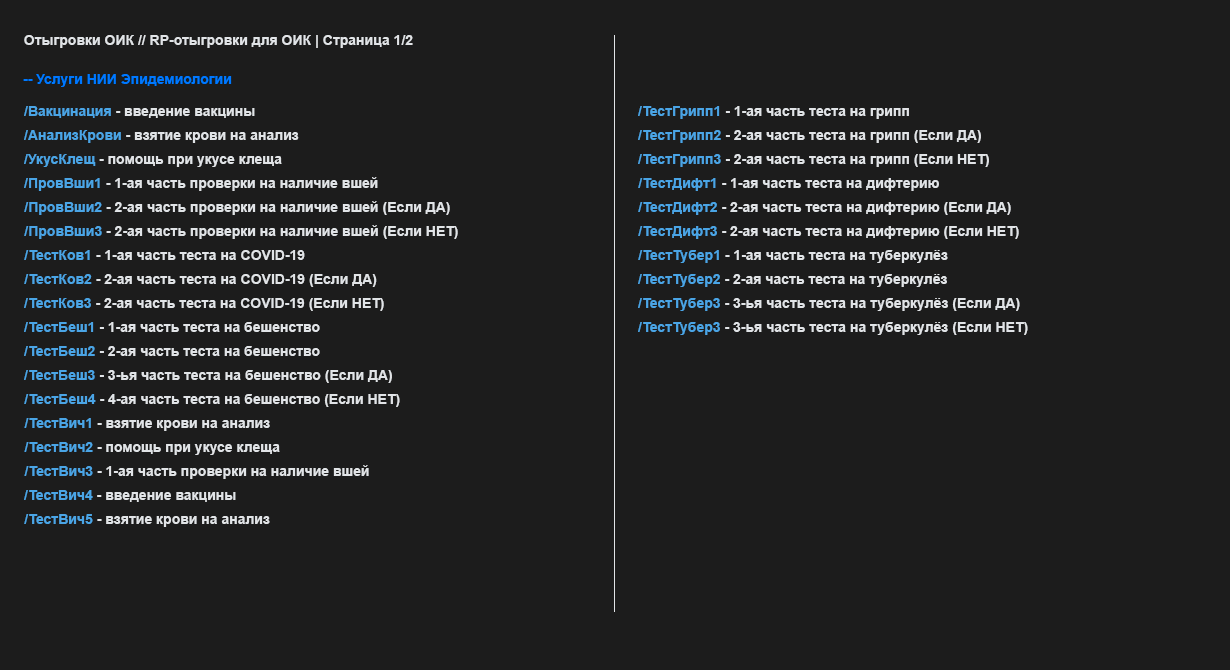 Отыгровки ОИК // RP-отыгровки для ОИК | Страница 1/2
-- Услуги НИИ Эпидемиологии
/Вакцинация - введение вакцины
/АнализКрови - взятие крови на анализ
/УкусКлещ - помощь при укусе клеща
/ПровВши1 - 1-ая часть проверки на наличие вшей
/ПровВши2 - 2-ая часть проверки на наличие вшей (Если ДА)
/ПровВши3 - 2-ая часть проверки на наличие вшей (Если НЕТ)
/ТестКов1 - 1-ая часть теста на COVID-19
/ТестКов2 - 2-ая часть теста на COVID-19 (Если ДА)
/ТестКов3 - 2-ая часть теста на COVID-19 (Если НЕТ)
/ТестБеш1 - 1-ая часть теста на бешенство
/ТестБеш2 - 2-ая часть теста на бешенство
/ТестБеш3 - 3-ья часть теста на бешенство (Если ДА)
/ТестБеш4 - 4-ая часть теста на бешенство (Если НЕТ)
/ТестВич1 - взятие крови на анализ
/ТестВич2 - помощь при укусе клеща
/ТестВич3 - 1-ая часть проверки на наличие вшей
/ТестВич4 - введение вакцины
/ТестВич5 - взятие крови на анализ
/ТестГрипп1 - 1-ая часть теста на грипп
/ТестГрипп2 - 2-ая часть теста на грипп (Если ДА)
/ТестГрипп3 - 2-ая часть теста на грипп (Если НЕТ)
/ТестДифт1 - 1-ая часть теста на дифтерию
/ТестДифт2 - 2-ая часть теста на дифтерию (Если ДА)
/ТестДифт3 - 2-ая часть теста на дифтерию (Если НЕТ)
/ТестТубер1 - 1-ая часть теста на туберкулёз
/ТестТубер2 - 2-ая часть теста на туберкулёз
/ТестТубер3 - 3-ья часть теста на туберкулёз (Если ДА)
/ТестТубер3 - 3-ья часть теста на туберкулёз (Если НЕТ)